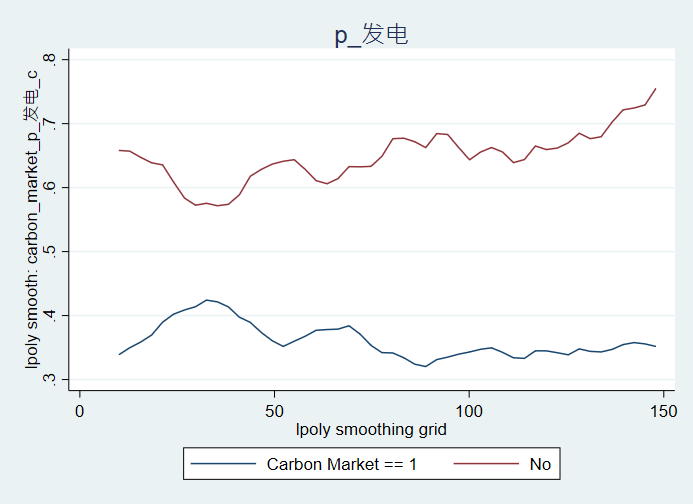 p_发电
lpoly smooth: carbon_market_p_发电_c
.8
.7
.6
.5
.4
.3
0 50 100 150
lpoly smoothing grid
Carbon Market == 1 No